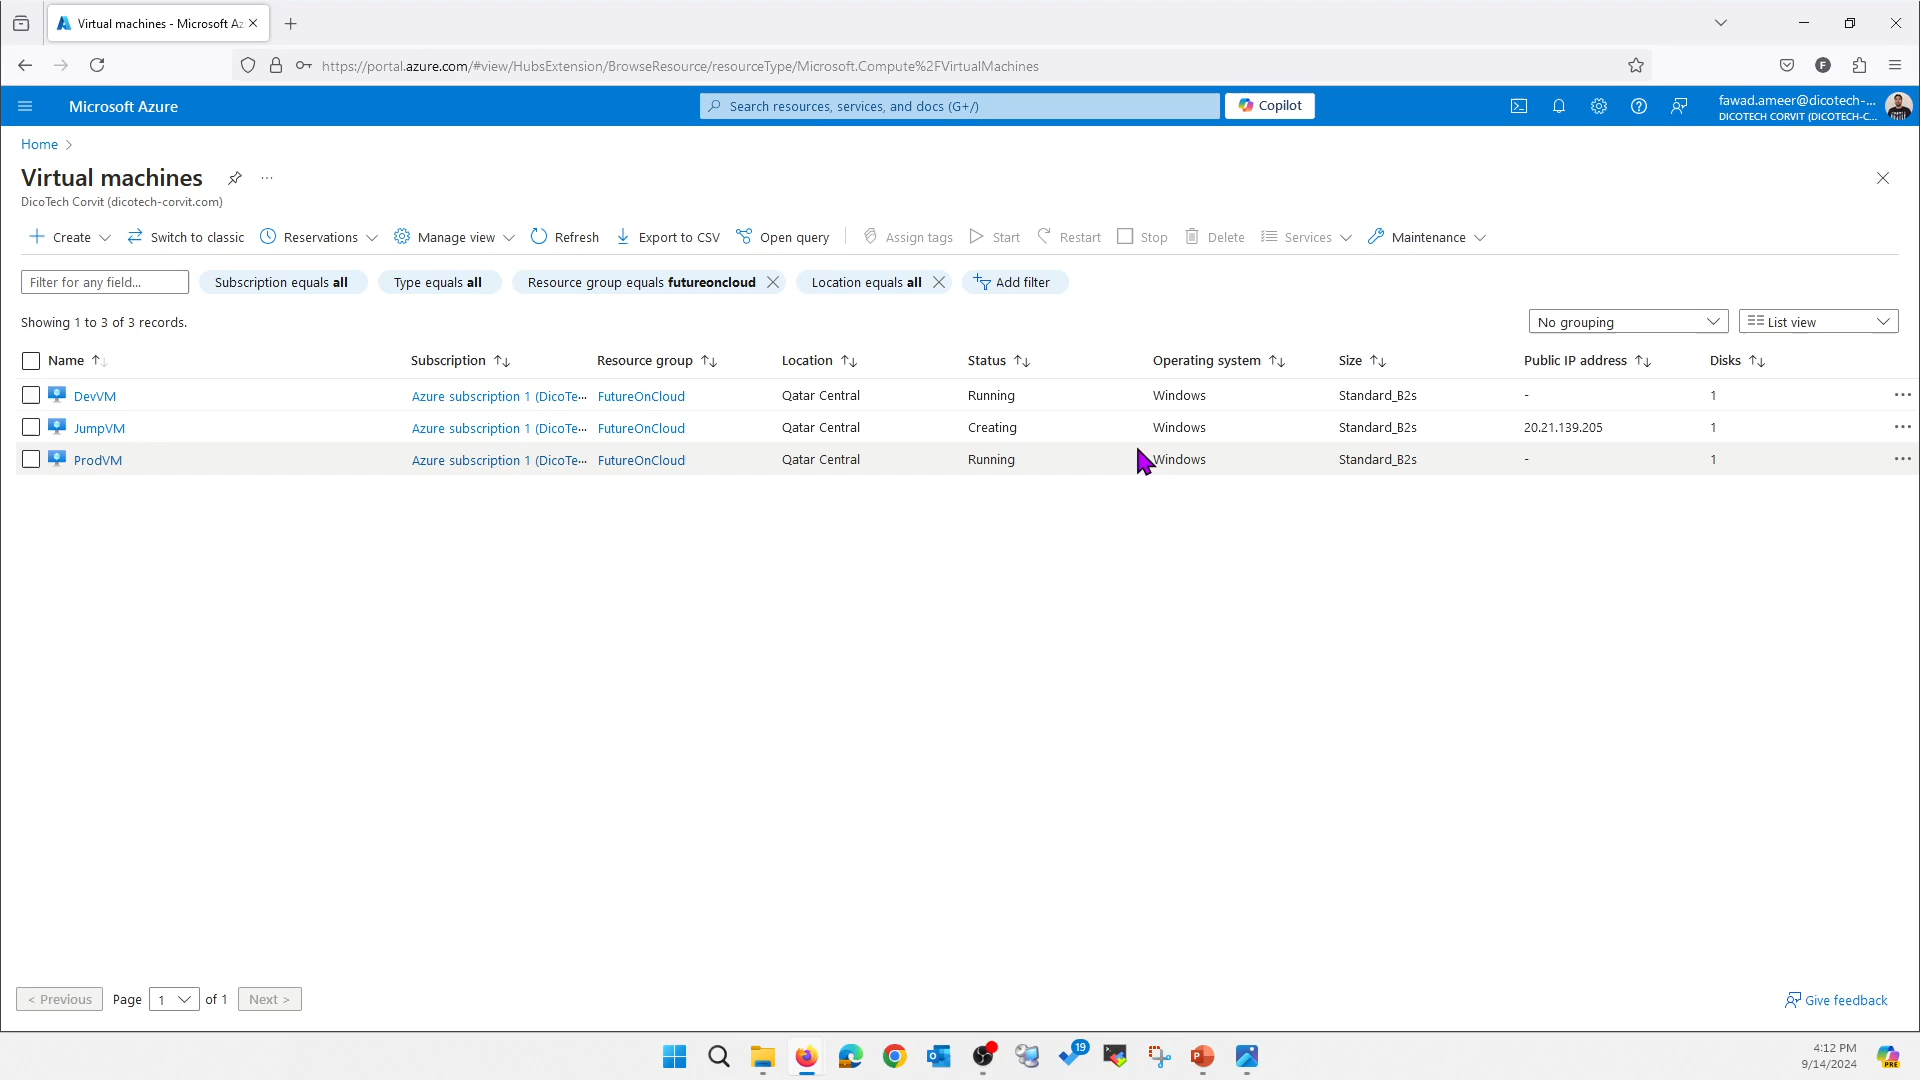 Virtual machines - Microsoft Az
https://portal.azure.com/#view/HubsExtension/BrowseResource/resourceType/Microsoft.Compute%2FVirtualMachines
F
Microsoft Azure
Search resources, services, and docs (G+/)
Copilot
fawad.ameer@dicotech-...
DICOTECH CORVIT (DICOTECH-C...
Home
Virtual machines
DicoTech Corvit (dicotech-corvit.com)
Create
Switch to classic
Reservations
Manage view
Refresh
Export to CSV
Open query
Assign tags
Start
Restart
Stop
Delete
Services
Maintenance
Filter for any field...
Subscription equals all
Type equals all
Resource group equals futureoncloud
Location equals all
Add filter
Showing 1 to 3 of 3 records.
No grouping
List view
Name Subscription Resource group Location Status Operating system Size Public IP address Disks
DevVM Azure subscription 1 (DicoTe... FutureOnCloud Qatar Central Running Windows Standard_B2s - 1
JumpVM Azure subscription 1 (DicoTe... FutureOnCloud Qatar Central Creating Windows Standard_B2s 20.21.139.205 1
ProdVM Azure subscription 1 (DicoTe... FutureOnCloud Qatar Central Running Windows Standard_B2s - 1
< Previous
Page 1 of 1
Next >
Give feedback
19
4:12 PM
9/14/2024
PRE